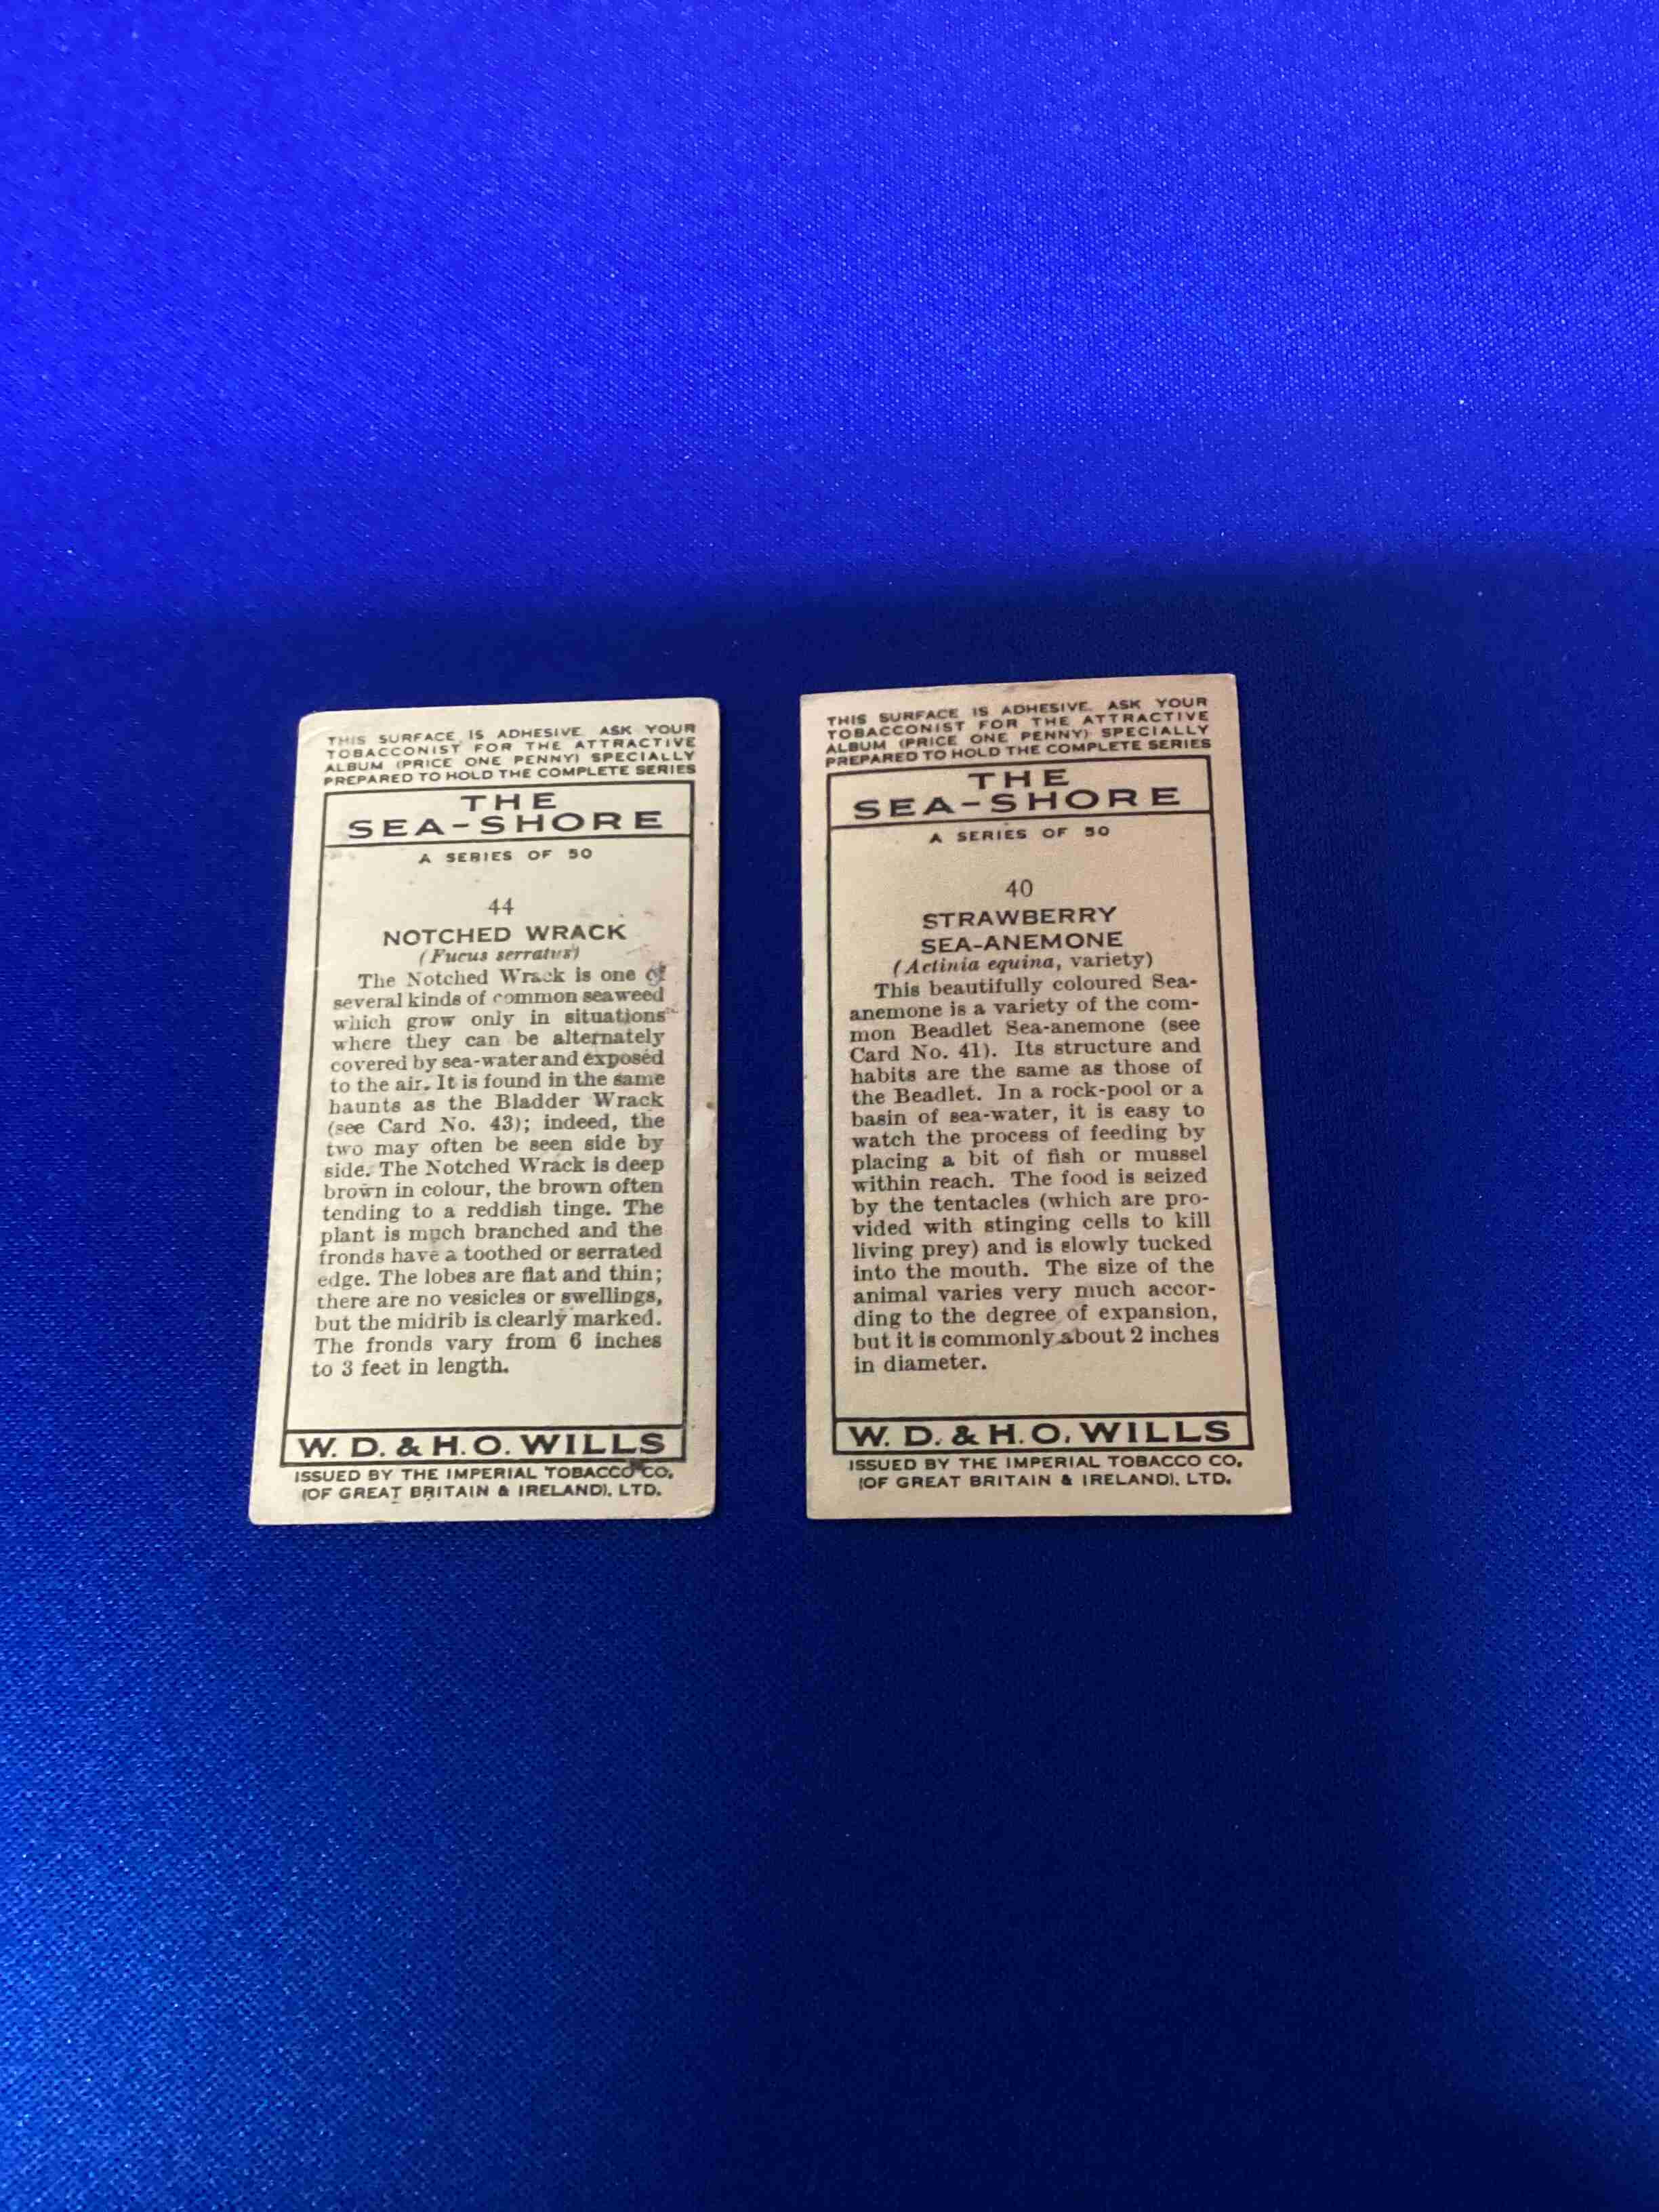 THIS SURFACE IS ADHESIVE. ASK YOUR
TOBACCONIST FOR THE ATTRACTIVE
ALBUM (PRICE ONE PENNY) SPECIALLY
PREPARED TO HOLD THE COMPLETE SERIES
THE
SEA-SHORE
A SERIES OF 50
44
NOTCHED WRACK
(Fucus serratus)
The Notched Wrack is one of
several kinds of common seaweed
which grow only in situations
where they can be alternately
covered by sea-water and exposed
to the air. It is found in the same
haunts as the Bladder Wrack
(see Card No. 43); indeed, the
two may often be seen side by
side. The Notched Wrack is deep
brown in colour, the brown often
tending to a reddish tinge. The
plant is much branched and the
fronds have a toothed or serrated
edge. The lobes are flat and thin;
there are no vesicles or swellings,
but the midrib is clearly marked.
The fronds vary from 6 inches
to 3 feet in length.
W. D. & H. O. WILLS
ISSUED BY THE IMPERIAL TOBACCO CO.
(OF GREAT BRITAIN & IRELAND), LTD.
THIS SURFACE IS ADHESIVE. ASK YOUR
TOBACCONIST FOR THE ATTRACTIVE
ALBUM (PRICE ONE PENNY) SPECIALLY
PREPARED TO HOLD THE COMPLETE SERIES
THE
SEA-SHORE
A SERIES OF 50
40
STRAWBERRY
SEA-ANEMONE
(Actinia equina, variety)
This beautifully coloured Sea-
anemone is a variety of the com-
mon Beadlet Sea-anemone (see
Card No. 41). Its structure and
habits are the same as those of
the Beadlet. In a rock-pool or a
basin of sea-water, it is easy to
watch the process of feeding by
placing a bit of fish or mussel
within reach. The food is seized
by the tentacles (which are pro-
vided with stinging cells to kill
living prey) and is slowly tucked
into the mouth. The size of the
animal varies very much accor-
ding to the degree of expansion,
but it is commonly about 2 inches
in diameter.
W. D. & H. O. WILLS
ISSUED BY THE IMPERIAL TOBACCO CO.
(OF GREAT BRITAIN & IRELAND), LTD.